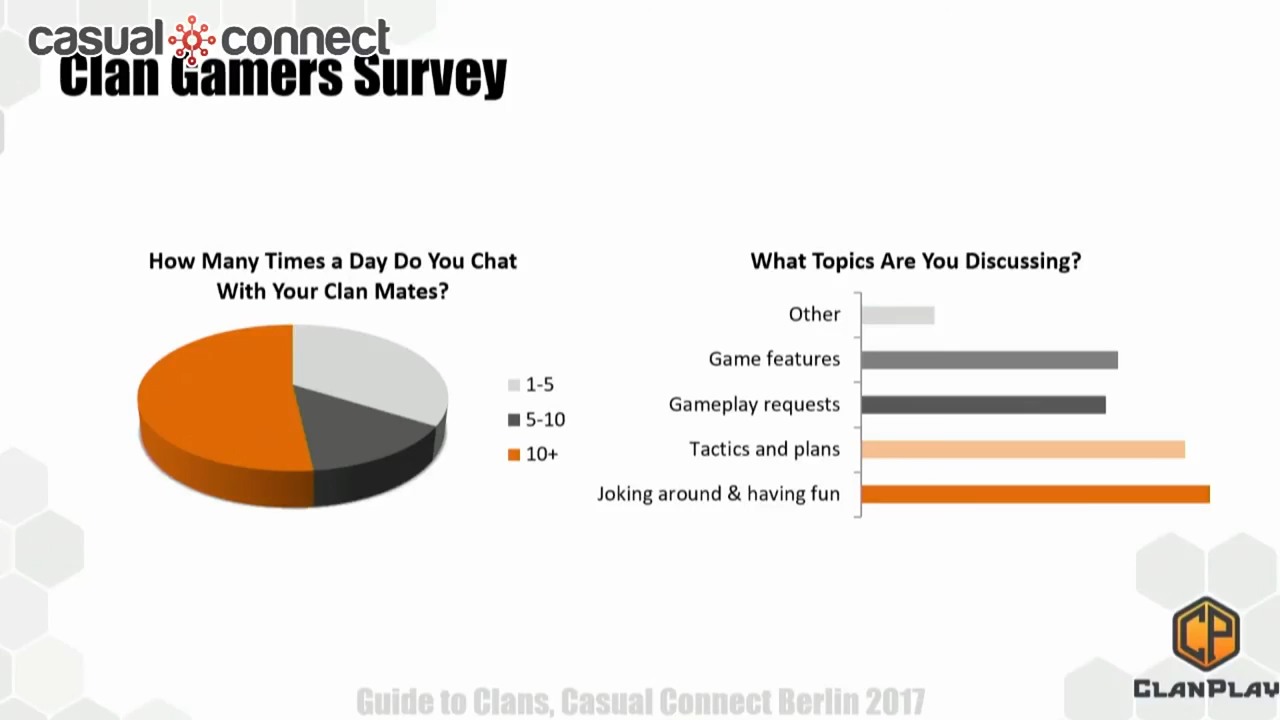 casual connect
Clan Gamers Survey
How Many Times a Day Do You Chat
With Your Clan Mates?
1-5
5-10
10+
What Topics Are You Discussing?
Other
Game features
Gameplay requests
Tactics and plans
Joking around & having fun
CP
CLANPLAY
Guide to Clans, Casual Connect Berlin 2017